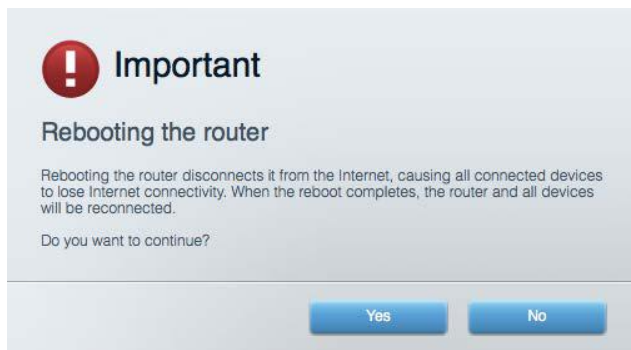 Important
Rebooting the router
Rebooting the router disconnects it from the Internet, causing all connected devices
to lose Internet connectivity. When the reboot completes, the router and all devices
will be reconnected.
Do you want to continue?
Yes
No